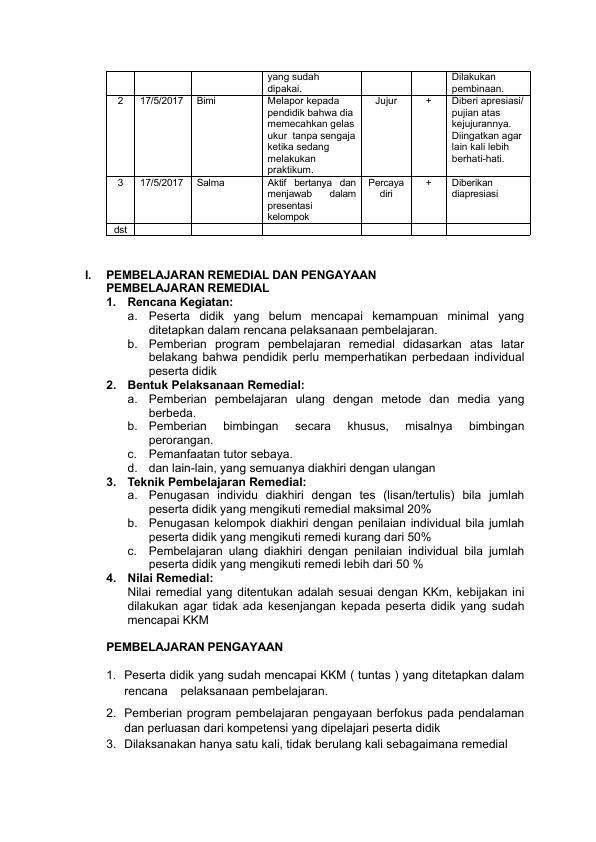 yang sudah dipakai. Dilakukan pembinaan.
2 17/5/2017 Bimi Melapor kepada Jujur + Diberi apresiasi/
pendidik bahwa dia pujian atas
memecahkan gelas kejujurannya.
ukur tanpa sengaja Diingatkan agar
ketika sedang lain kali lebih
melakukan berhati-hati.
praktikum.
3 17/5/2017 Salma Aktif bertanya dan Percaya + Diberikan
menjawab dalam diri diapresiasi
presentasi
kelompok
dst
I. PEMBELAJARAN REMEDIAL DAN PENGAYAAN
PEMBELAJARAN REMEDIAL
1. Rencana Kegiatan:
a. Peserta didik yang belum mencapai kemampuan minimal yang
ditetapkan dalam rencana pelaksanaan pembelajaran.
b. Pemberian program pembelajaran remedial didasarkan atas latar
belakang bahwa pendidik perlu memperhatikan perbedaan individual
peserta didik
2. Bentuk Pelaksanaan Remedial:
a. Pemberian pembelajaran ulang dengan metode dan media yang
berbeda.
b. Pemberian bimbingan secara khusus, misalnya bimbingan
perorangan.
c. Pemanfaatan tutor sebaya.
d. dan lain-lain, yang semuanya diakhiri dengan ulangan
3. Teknik Pembelajaran Remedial:
a. Penugasan individu diakhiri dengan tes (lisan/tertulis) bila jumlah
peserta didik yang mengikuti remedial maksimal 20%
b. Penugasan kelompok diakhiri dengan penilaian individual bila jumlah
peserta didik yang mengikuti remedi kurang dari 50%
c. Pembelajaran ulang diakhiri dengan penilaian individual bila jumlah
peserta didik yang mengikuti remedi lebih dari 50 %
4. Nilai Remedial:
Nilai remedial yang ditentukan adalah sesuai dengan KKm, kebijakan ini
dilakukan agar tidak ada kesenjangan kepada peserta didik yang sudah
mencapai KKM
PEMBELAJARAN PENGAYAAN
1. Peserta didik yang sudah mencapai KKM ( tuntas ) yang ditetapkan dalam
rencana pelaksanaan pembelajaran.
2. Pemberian program pembelajaran pengayaan berfokus pada pendalaman
dan perluasan dari kompetensi yang dipelajari peserta didik
3. Dilaksanakan hanya satu kali, tidak berulang kali sebagaimana remedial